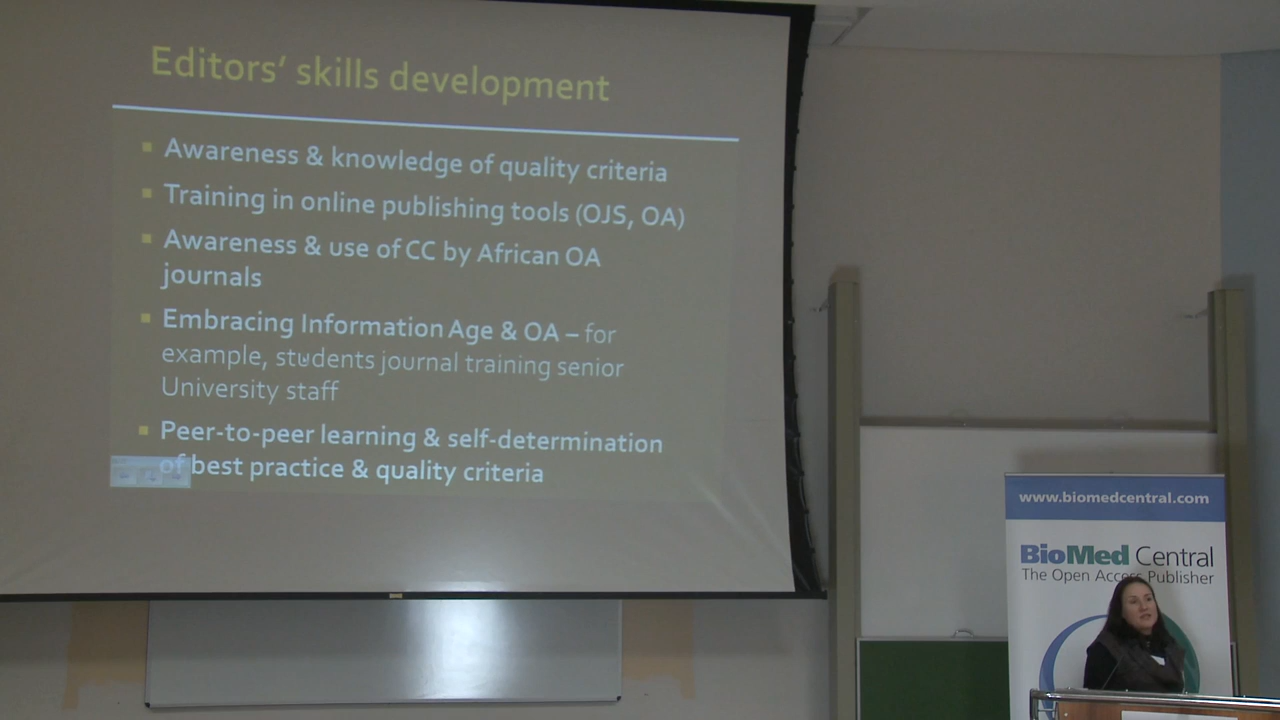 Editors' skills development
Awareness & knowledge of quality criteria
Training in online publishing tools (OJS, OA)
Awareness & use of CC by African OA
journals
Embracing Information Age & OA – for
example, students journal training senior
University staff
Peer-to-peer learning & self-determination
of best practice & quality criteria
www.biomedcentral.com
BioMed Central
The Open Access Publisher